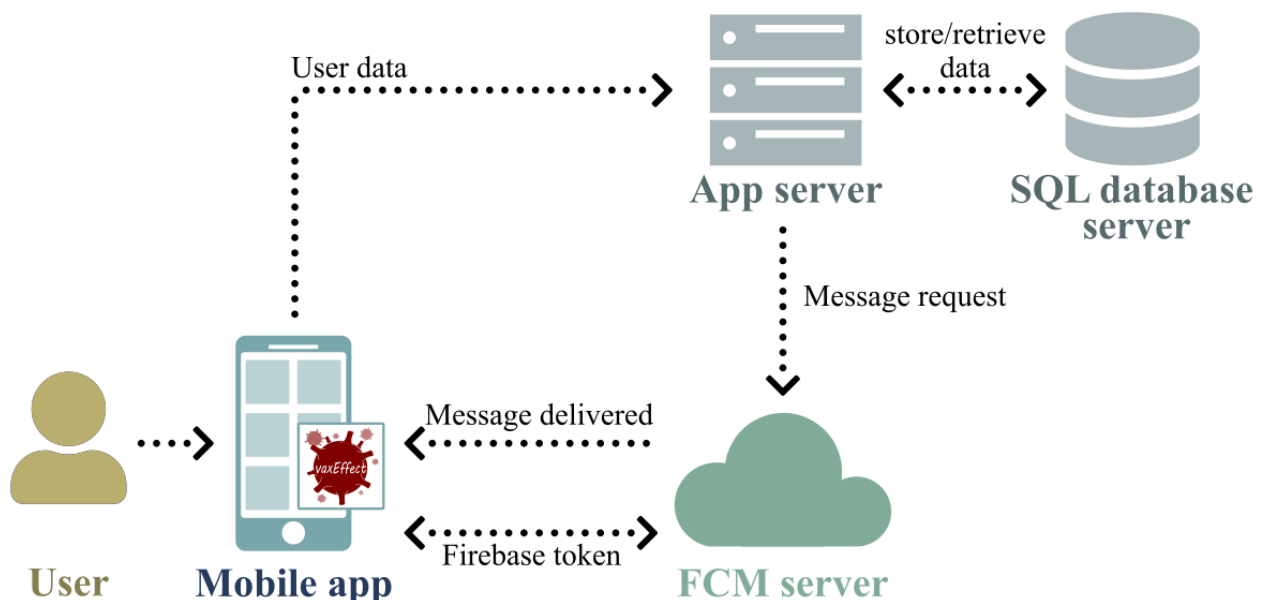 store/retrieve
data
User data
App server
SQL database
server
Message request
Message delivered
vaxEffect
Firebase token
User
Mobile app
FCM server